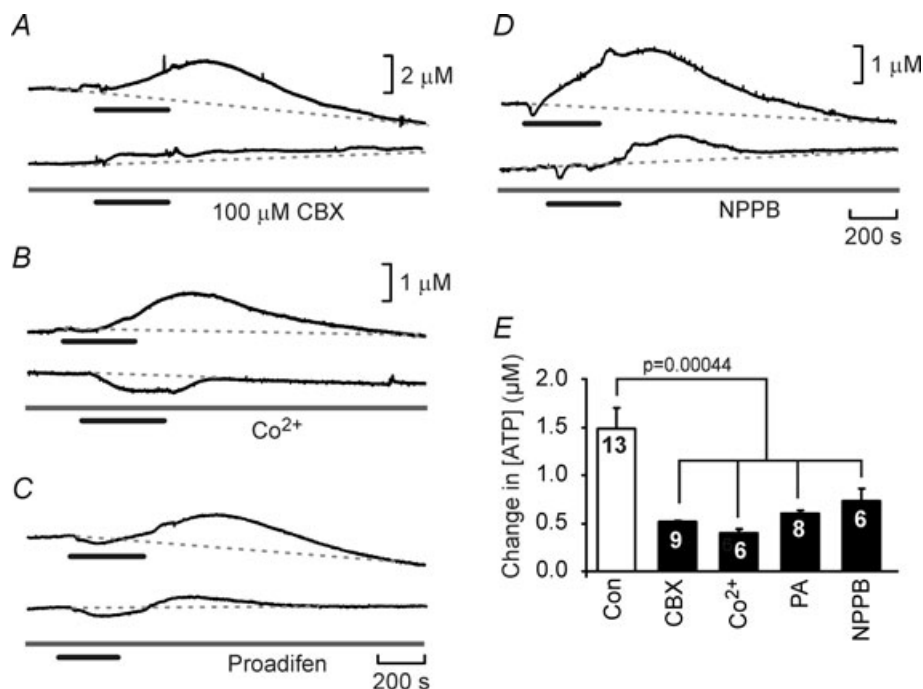 A
2 μM
100 μM CBX
B
1 μM
Co²⁺
C
Proadifen
200 s
D
1 μM
NPPB
200 s
E
p=0.00044
Change in [ATP] (μM)
2.0
1.5
1.0
0.5
0.0
13
9
6
8
6
Con
CBX
Co²⁺
PA
NPPB